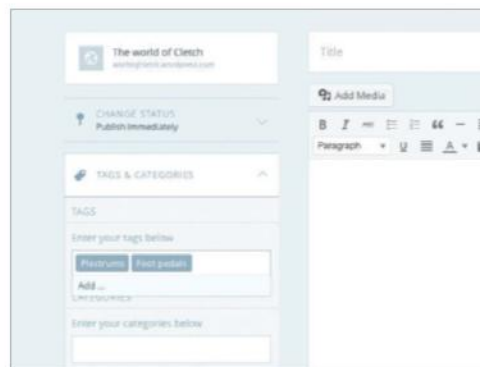 The world of Cletch
CHANGE STATUS
Publish Immediately
TAGS & CATEGORIES
TAGS
Enter your tags below
Plectrums Foot pedals
Add ...
CATEGORIES
Enter your categories below
Title
Add Media
B I ABC
Paragraph U A